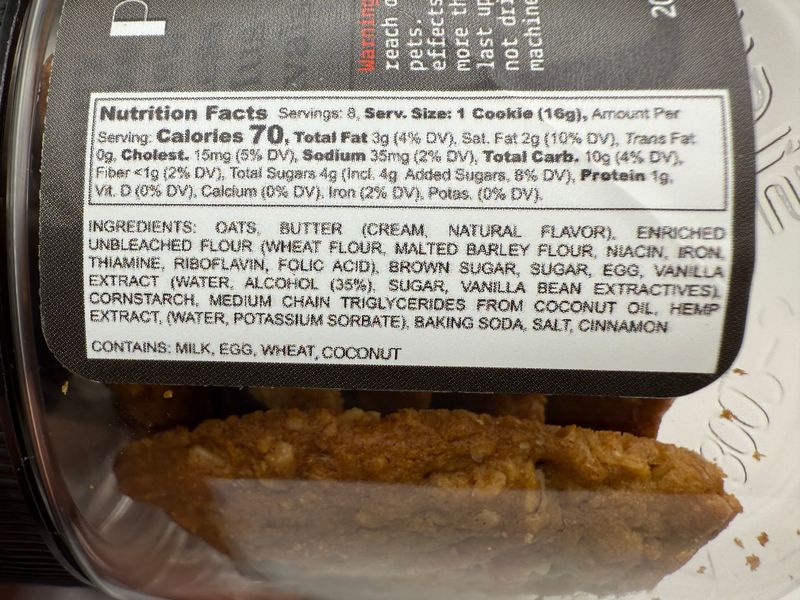 P
Warning
reach o
pets.
effects
more th
last up
not dri
machine
20
Nutrition Facts Servings: 8, Serv. Size: 1 Cookie (16g), Amount Per
Serving: Calories 70, Total Fat 3g (4% DV), Sat. Fat 2g (10% DV), Trans Fat
0g, Cholest. 15mg (5% DV), Sodium 35mg (2% DV), Total Carb. 10g (4% DV),
Fiber <1g (2% DV), Total Sugars 4g (Incl. 4g Added Sugars, 8% DV), Protein 1g,
Vit. D (0% DV), Calcium (0% DV), Iron (2% DV), Potas. (0% DV).
INGREDIENTS: OATS, BUTTER (CREAM, NATURAL FLAVOR), ENRICHED
UNBLEACHED FLOUR (WHEAT FLOUR, MALTED BARLEY FLOUR, NIACIN, IRON,
THIAMINE, RIBOFLAVIN, FOLIC ACID), BROWN SUGAR, SUGAR, EGG, VANILLA
EXTRACT (WATER, ALCOHOL (35%), SUGAR, VANILLA BEAN EXTRACTIVES),
CORNSTARCH, MEDIUM CHAIN TRIGLYCERIDES FROM COCONUT OIL, HEMP
EXTRACT, (WATER, POTASSIUM SORBATE), BAKING SODA, SALT, CINNAMON
CONTAINS: MILK, EGG, WHEAT, COCONUT